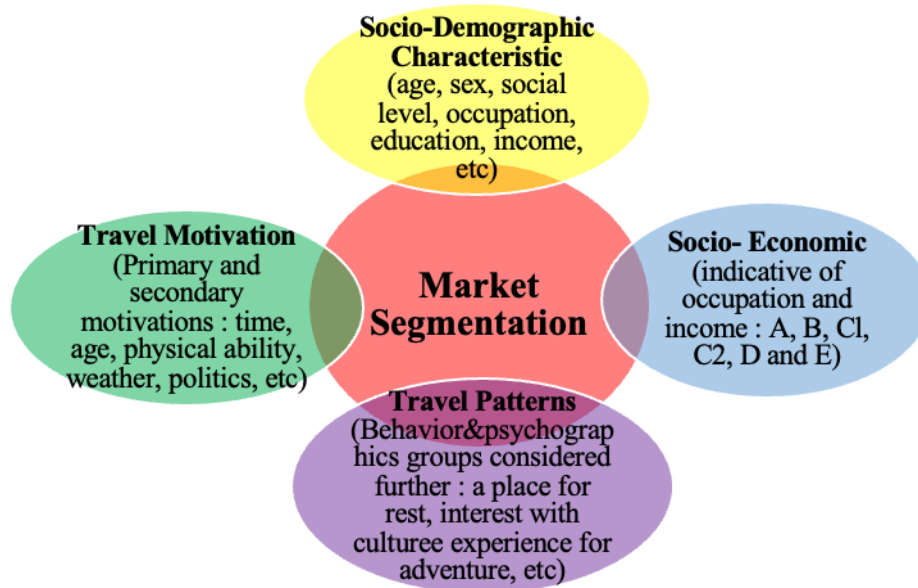 Socio-Demographic
Characteristic
(age, sex, social
level, occupation,
education, income,
etc)
Travel Motivation
(Primary and
secondary
motivations : time,
age, physical ability,
weather, politics, etc)
Market
Segmentation
Socio- Economic
(indicative of
occupation and
income : A, B, Cl,
C2, D and E)
Travel Patterns
(Behavior&psychograp
hics groups considered
further : a place for
rest, interest with
culturee experience for
adventure, etc)